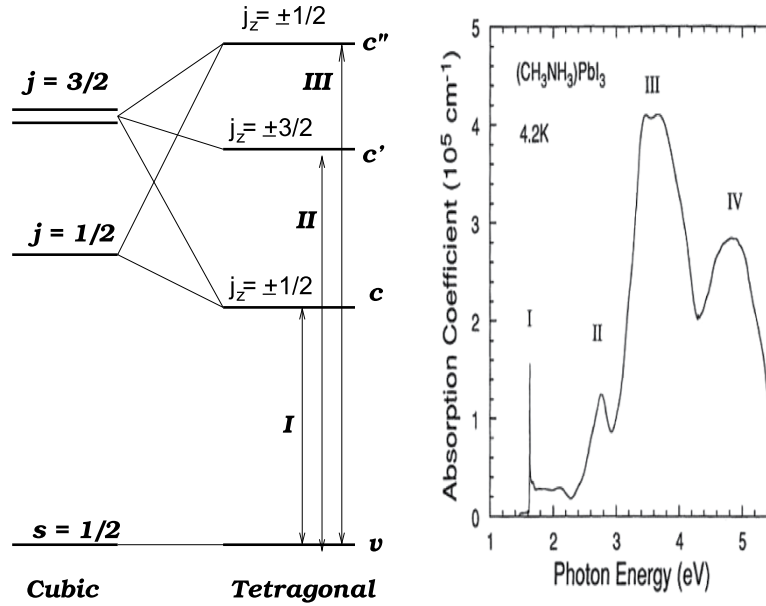 j_z = ±1/2
c"
III
j = 3/2
j_z = ±3/2
c'
II
j = 1/2
j_z = ±1/2
c
I
s = 1/2
v
Cubic
Tetragonal
Absorption Coefficient (10⁵ cm⁻¹)
5
4
3
2
1
0
(CH₃NH₃)PbI₃
4.2K
I
II
III
IV
1 2 3 4 5
Photon Energy (eV)